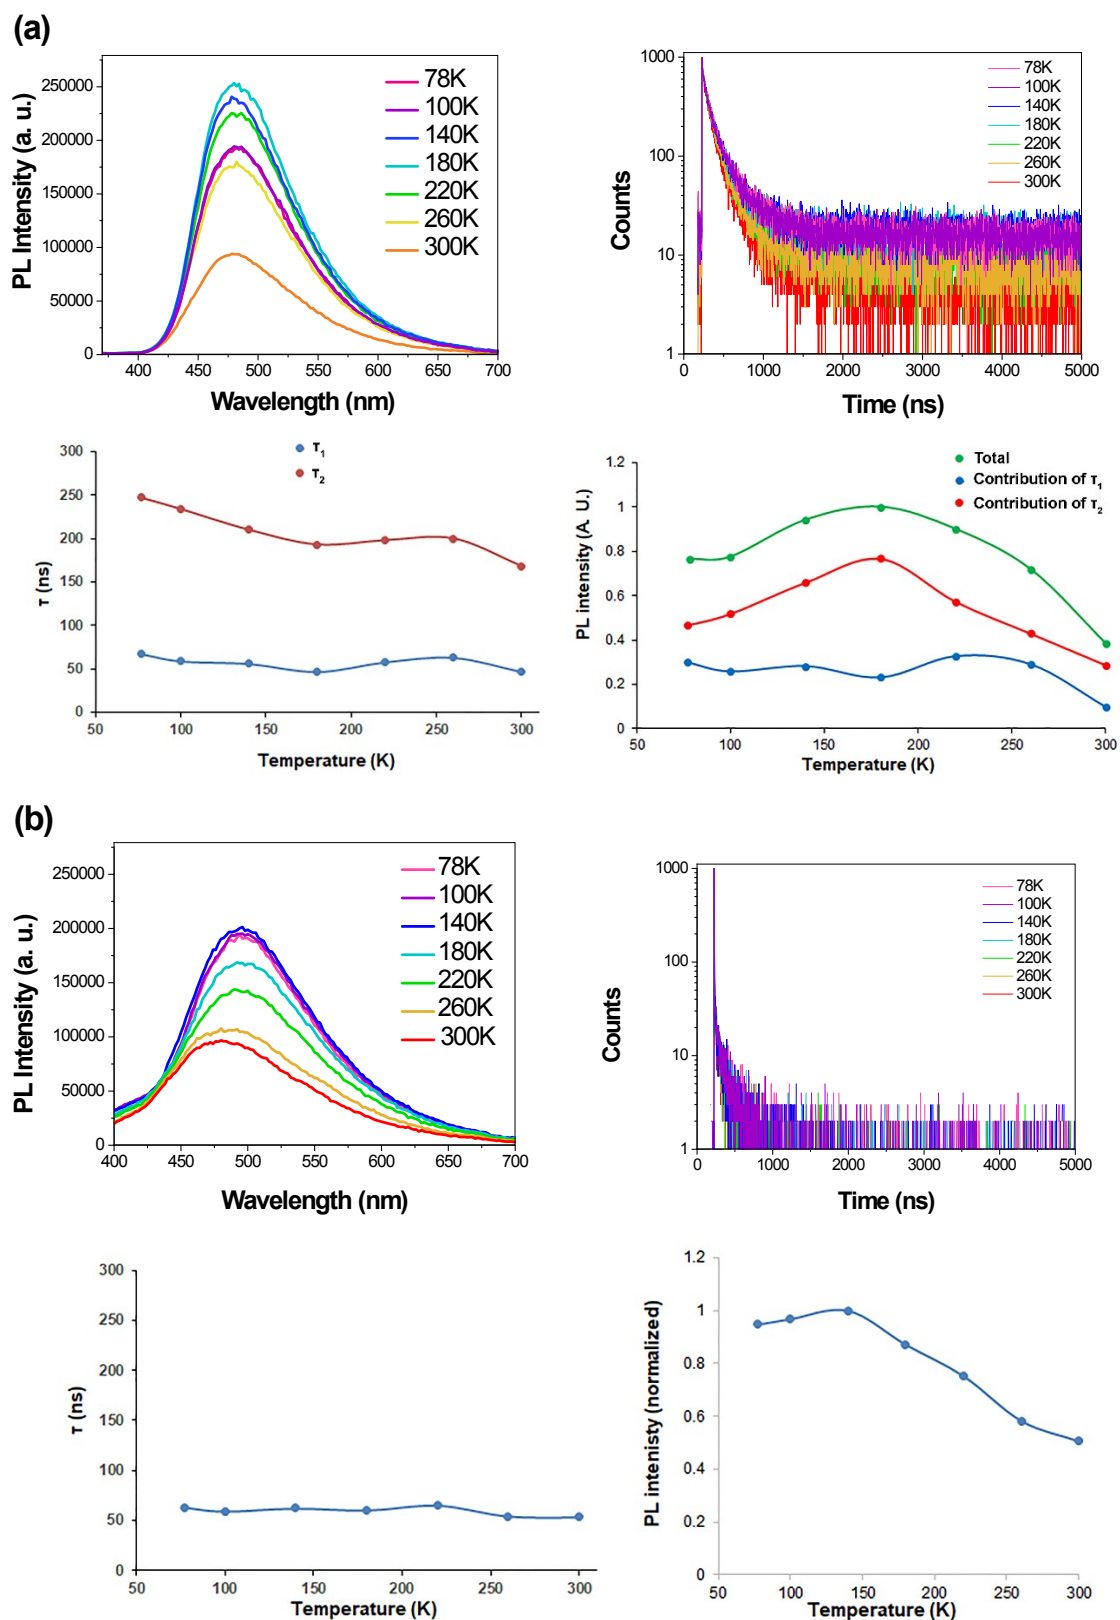 (a)
PL Intensity (a. u.)
250000
200000
150000
100000
50000
0
78K
100K
140K
180K
220K
260K
300K
400 450 500 550 600 650 700
Wavelength (nm)
Counts
1000
100
10
1
78K
100K
140K
180K
220K
260K
300K
0 1000 2000 3000 4000 5000
Time (ns)
τ (ns)
300
250
200
150
100
50
0
τ1
τ2
50 100 150 200 250 300
Temperature (K)
PL intensity (A. U.)
1.2
1
0.8
0.6
0.4
0.2
0
Total
Contribution of τ1
Contribution of τ2
50 100 150 200 250 300
Temperature (K)
(b)
PL Intensity (a. u.)
250000
200000
150000
100000
50000
0
78K
100K
140K
180K
220K
260K
300K
400 450 500 550 600 650 700
Wavelength (nm)
Counts
1000
100
10
1
78K
100K
140K
180K
220K
260K
300K
0 1000 2000 3000 4000 5000
Time (ns)
τ (ns)
300
250
200
150
100
50
0
50 100 150 200 250 300
Temperature (K)
PL intenisty (normalized)
1.2
1
0.8
0.6
0.4
0.2
0
50 100 150 200 250 300
Temperature (K)